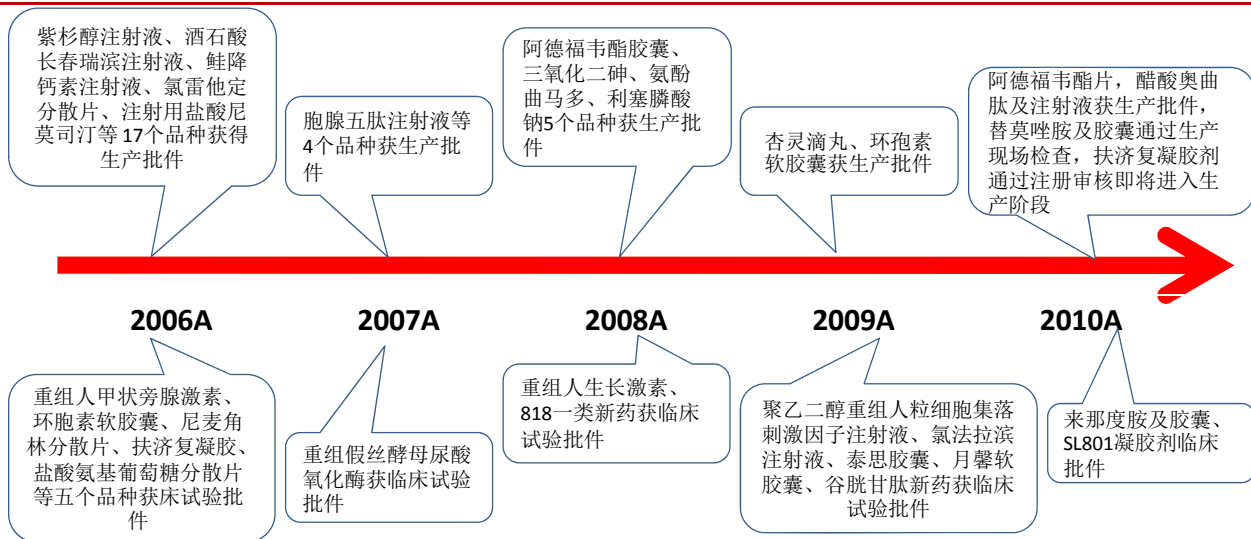 紫杉醇注射液、酒石酸
长春瑞滨注射液、鲑降
钙素注射液、氯雷他定
分散片、注射用盐酸尼
莫司汀等 17个品种获得
生产批件
胞腺五肽注射液等
4个品种获生产批
件
阿德福韦酯胶囊、
三氧化二砷、氨酚
曲马多、利塞膦酸
钠5个品种获生产批
件
杏灵滴丸、环孢素
软胶囊获生产批件
阿德福韦酯片，醋酸奥曲
肽及注射液获生产批件，
替莫唑胺及胶囊通过生产
现场检查，扶济复凝胶剂
通过注册审核即将进入生
产阶段
2006A
2007A
2008A
2009A
2010A
重组人甲状旁腺激素、
环胞素软胶囊、尼麦角
林分散片、扶济复凝胶、
盐酸氨基葡萄糖分散片
等五个品种获床试验批
件
重组假丝酵母尿酸
氧化酶获临床试验
批件
重组人生长激素、
818一类新药获临床
试验批件
聚乙二醇重组人粒细胞集落
刺激因子注射液、氯法拉滨
注射液、泰思胶囊、月馨软
胶囊、谷胱甘肽新药获临床
试验批件
来那度胺及胶囊、
SL801凝胶剂临床
批件